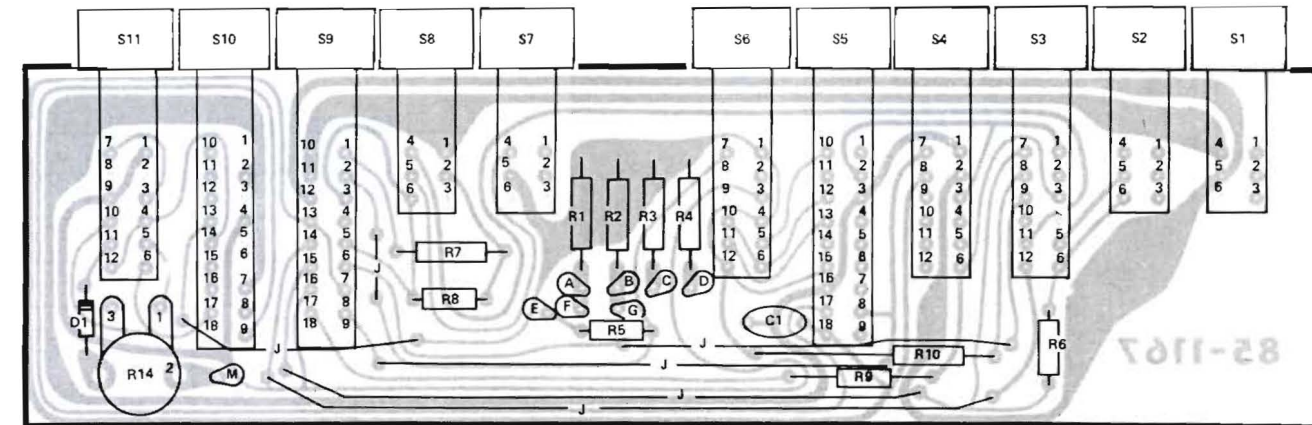 S11 S10 S9 S8 S7 S6 S5 S4 S3 S2 S1
7 1 10 1 10 1 4 1 4 1 7 1 10 1 7 1 7 1 4 1 4 1
8 2 11 2 11 2 5 2 5 2 8 2 11 2 8 2 8 2 5 2 5 2
9 3 12 3 12 3 6 3 6 3 9 3 12 3 9 3 9 3 6 3 6 3
10 4 13 4 13 4 R1 R2 R3 R4 10 4 13 4 10 4 10
11 5 14 5 14 5 11 5 14 5 11 5 11 5
12 6 15 6 15 6 J R7 12 6 15 6 12 6 12 6
16 7 16 7 A B C D 16 7
17 8 17 8 R8 E F G 17 8
D1 3 1 18 9 18 9 R5 C1 18 9 R6
J J R10 85-1167
R14 2 M J R9
J
J